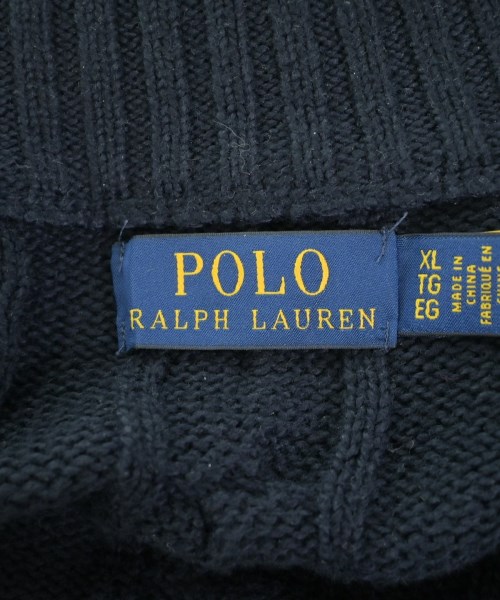 POLO
RALPH LAUREN
XL
TG
EG
MADE IN
CHINA
FABRIQUÉ EN